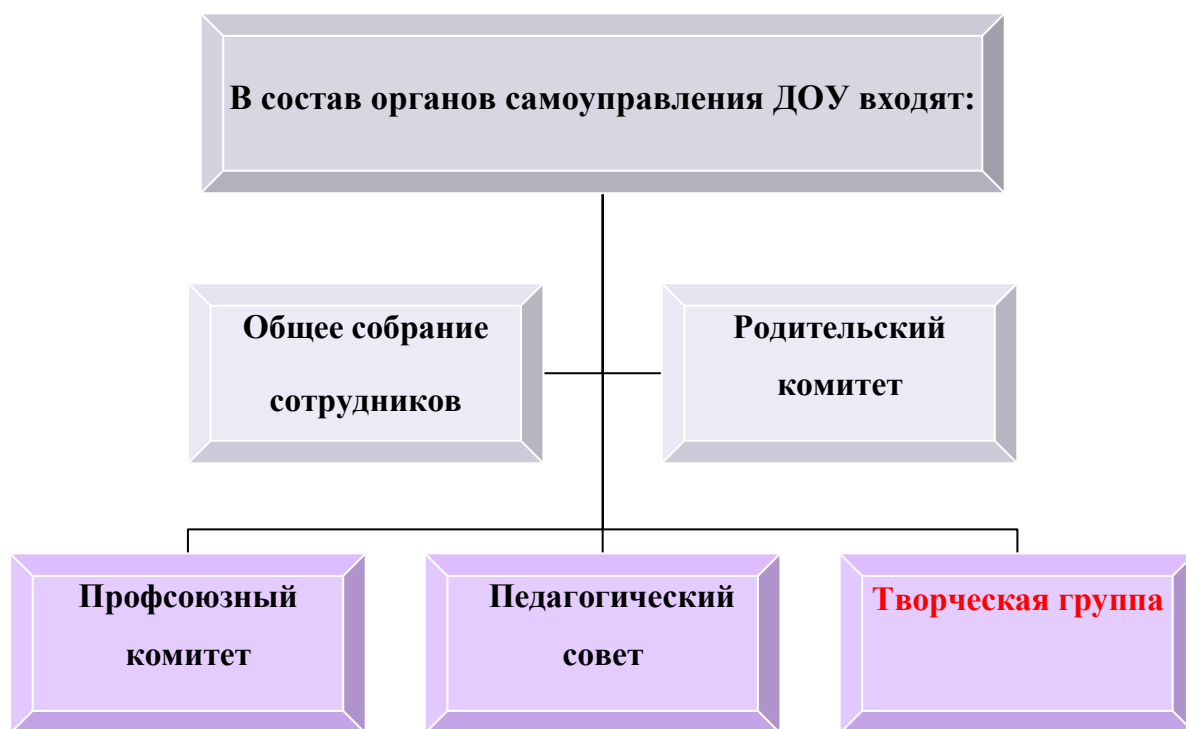 В состав органов самоуправления ДОУ входят:
Общее собрание
сотрудников
Родительский
комитет
Профсоюзный
комитет
Педагогический
совет
Творческая группа